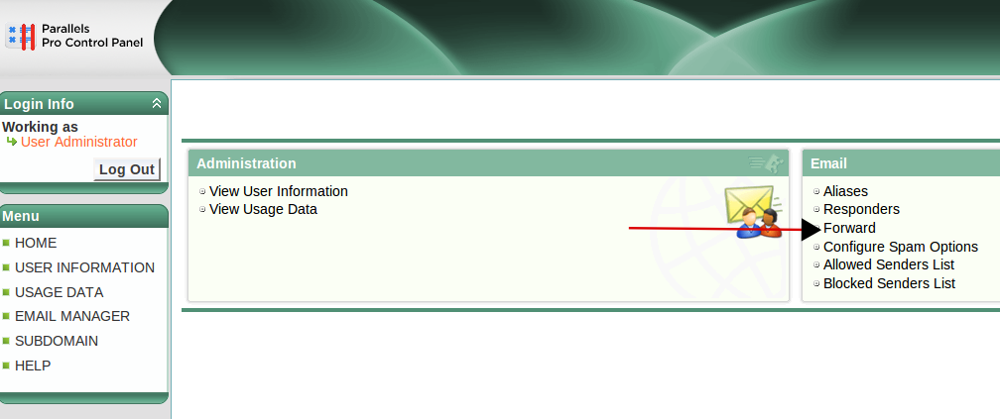 Parallels
Pro Control Panel
Login Info
Working as
User Administrator
Log Out
Menu
HOME
USER INFORMATION
USAGE DATA
EMAIL MANAGER
SUBDOMAIN
HELP
Administration
View User Information
View Usage Data
Email
Aliases
Responders
Forward
Configure Spam Options
Allowed Senders List
Blocked Senders List